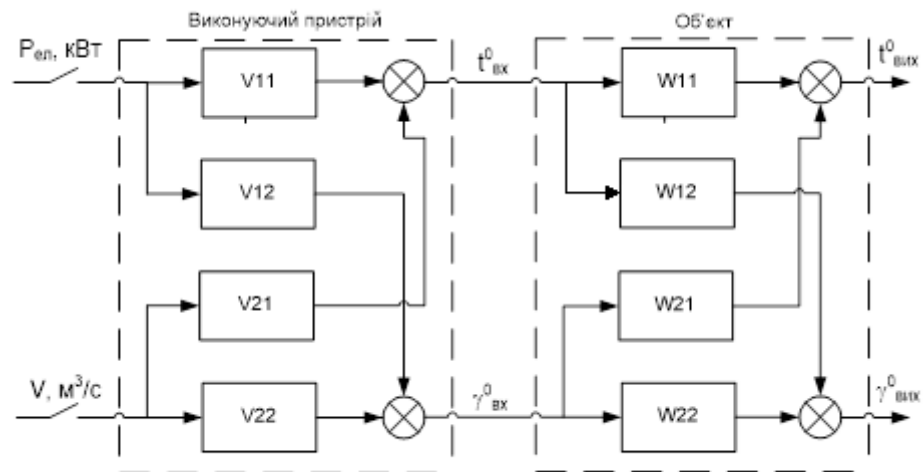 Виконуючий пристрій
Об'єкт
Pел, кВт
V11
t⁰вх
W11
t⁰вих
V12
W12
V21
W21
V, м³/с
V22
γ⁰вх
W22
γ⁰вих